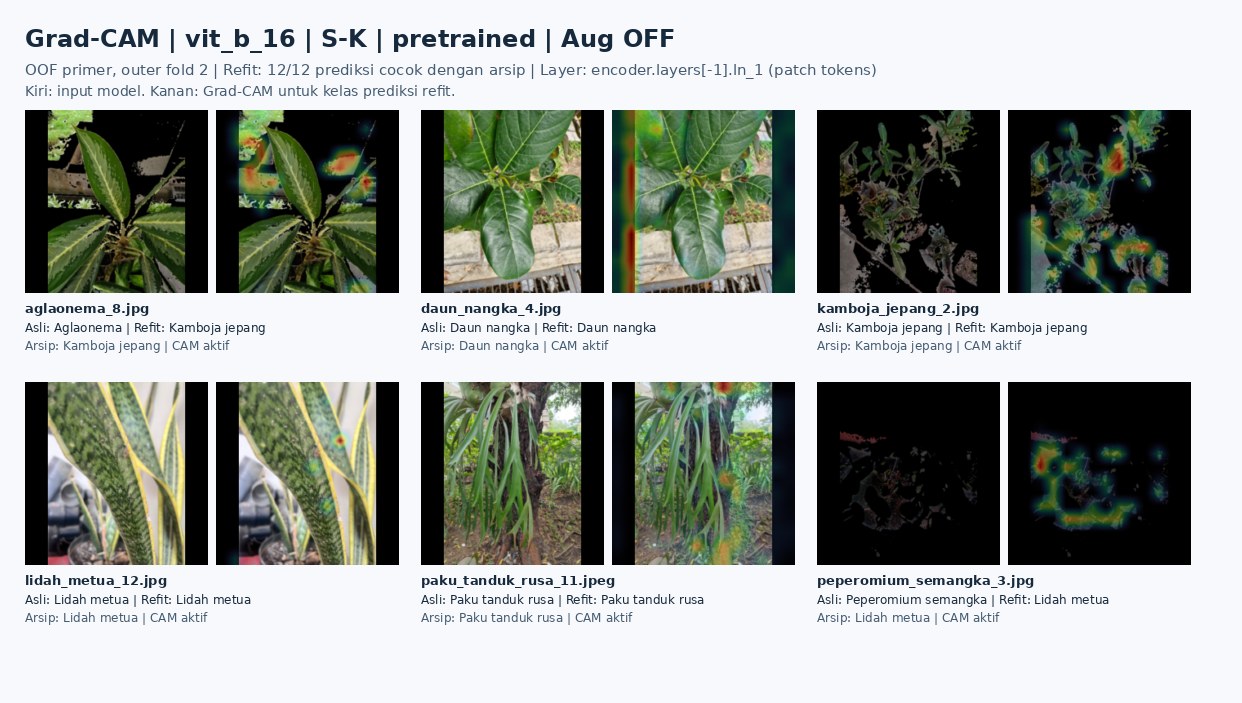 Grad-CAM | vit_b_16 | S-K | pretrained | Aug OFF
OOF primer, outer fold 2 | Refit: 12/12 prediksi cocok dengan arsip | Layer: encoder.layers[-1].ln_1 (patch tokens)
Kiri: input model. Kanan: Grad-CAM untuk kelas prediksi refit.
aglaonema_8.jpg
Asli: Aglaonema | Refit: Kamboja jepang
Arsip: Kamboja jepang | CAM aktif
daun_nangka_4.jpg
Asli: Daun nangka | Refit: Daun nangka
Arsip: Daun nangka | CAM aktif
kamboja_jepang_2.jpg
Asli: Kamboja jepang | Refit: Kamboja jepang
Arsip: Kamboja jepang | CAM aktif
lidah_metua_12.jpg
Asli: Lidah metua | Refit: Lidah metua
Arsip: Lidah metua | CAM aktif
paku_tanduk_rusa_11.jpeg
Asli: Paku tanduk rusa | Refit: Paku tanduk rusa
Arsip: Paku tanduk rusa | CAM aktif
peperomium_semangka_3.jpg
Asli: Peperomium semangka | Refit: Lidah metua
Arsip: Lidah metua | CAM aktif